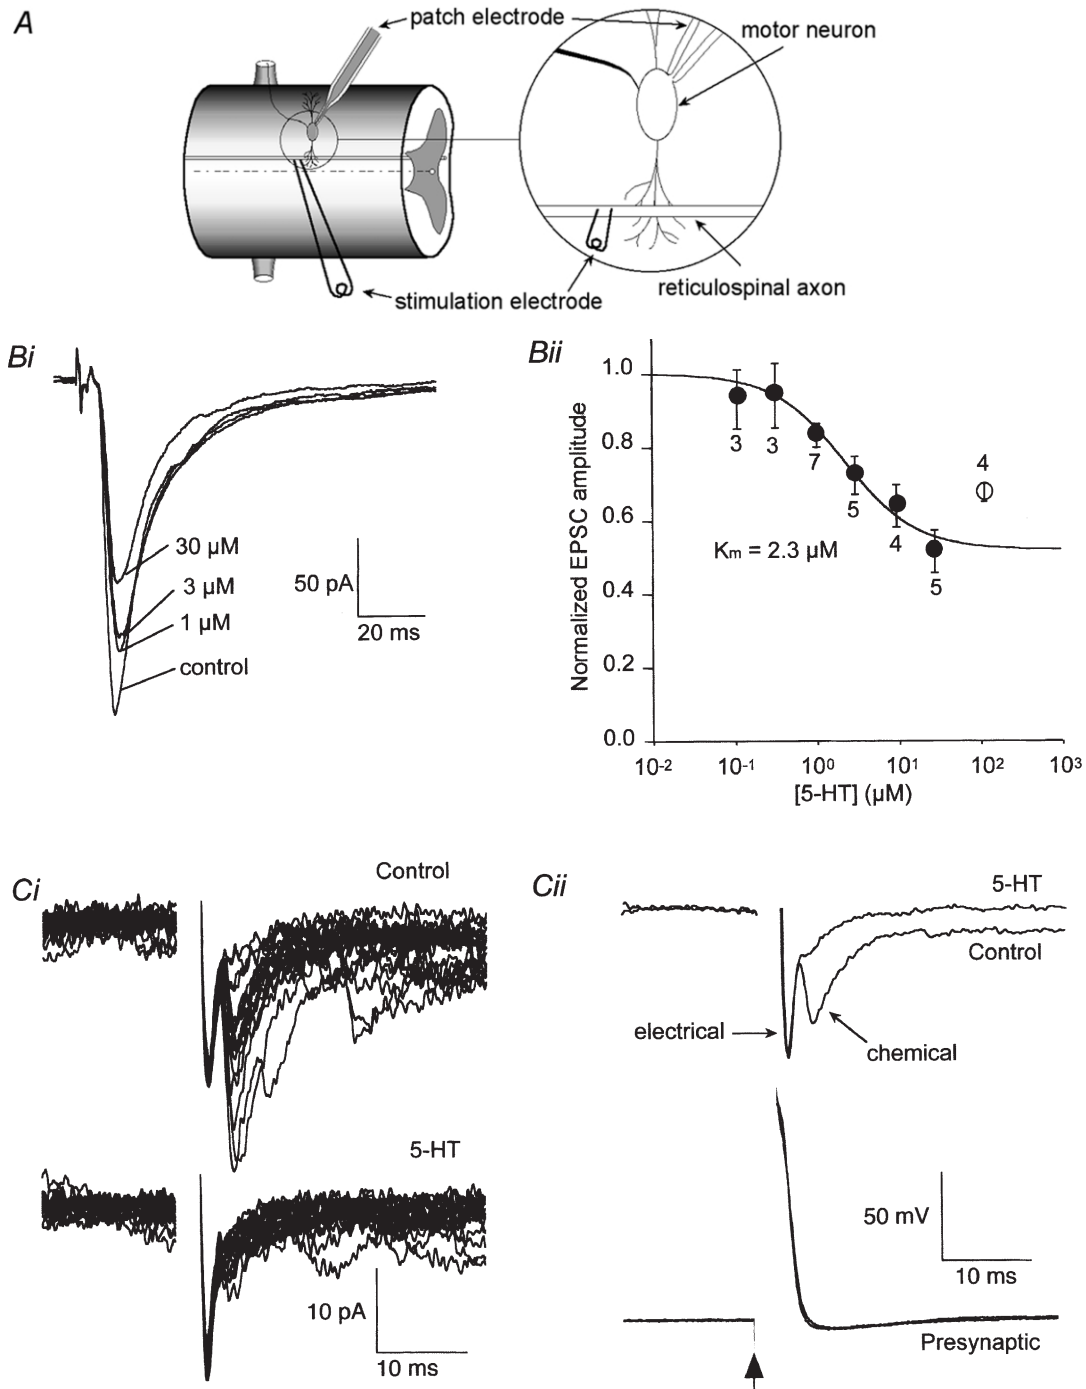 A
patch electrode
motor neuron
stimulation electrode
reticulospinal axon
Bi
30 µM
3 µM
1 µM
control
50 pA
20 ms
Bii
Normalized EPSC amplitude
1.0
0.8
0.6
0.4
0.2
0.0
3
3
7
5
4
5
4
Km = 2.3 µM
10-2 10-1 100 101 102 103
[5-HT] (µM)
Ci
Control
5-HT
10 pA
10 ms
Cii
5-HT
Control
electrical
chemical
50 mV
10 ms
Presynaptic